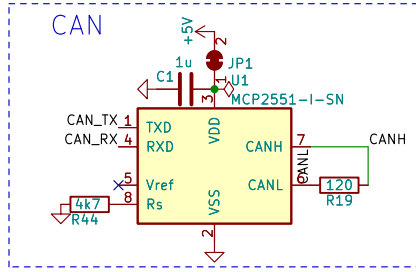 CAN
+5V
2
JP1
1u
C1
1
U1
3
MCP2551-I-SN
CAN_TX 1 TXD
VDD
CAN_RX 4 RXD
CANH 7
CANH
CANL
5 Vref
CANL
120
4k7
8 Rs
R19
R44
VSS
2